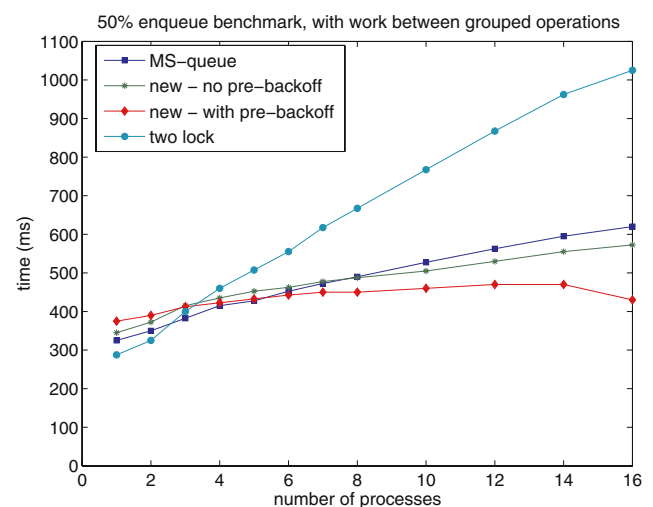 50% enqueue benchmark, with work between grouped operations
1100
1000
900
800
700
600
500
400
300
200
100
0
time (ms)
MS-queue
new - no pre-backoff
new - with pre-backoff
two lock
0 2 4 6 8 10 12 14 16
number of processes